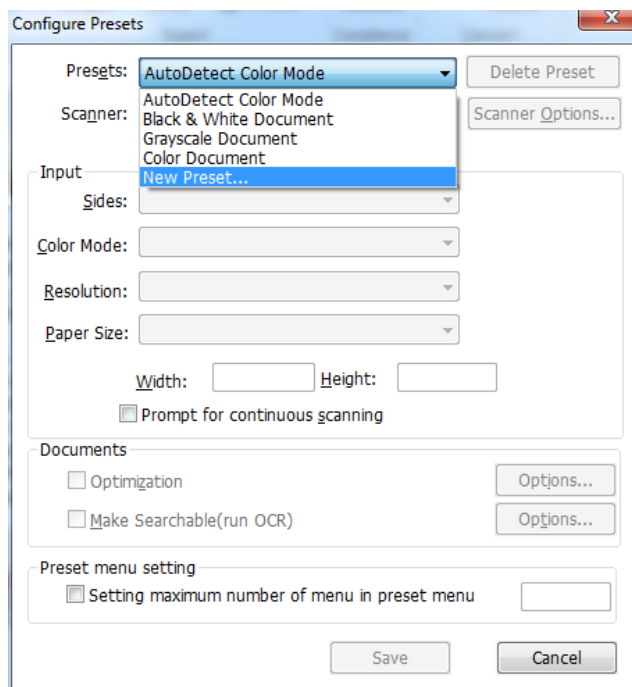 Configure Presets
Presets: AutoDetect Color Mode Delete Preset
AutoDetect Color Mode
Scanner: Black & White Document Scanner Options...
Grayscale Document
Color Document
Input New Preset...
Sides:
Color Mode:
Resolution:
Paper Size:
Width: Height:
Prompt for continuous scanning
Documents
Optimization Options...
Make Searchable(run OCR) Options...
Preset menu setting
Setting maximum number of menu in preset menu
Save Cancel